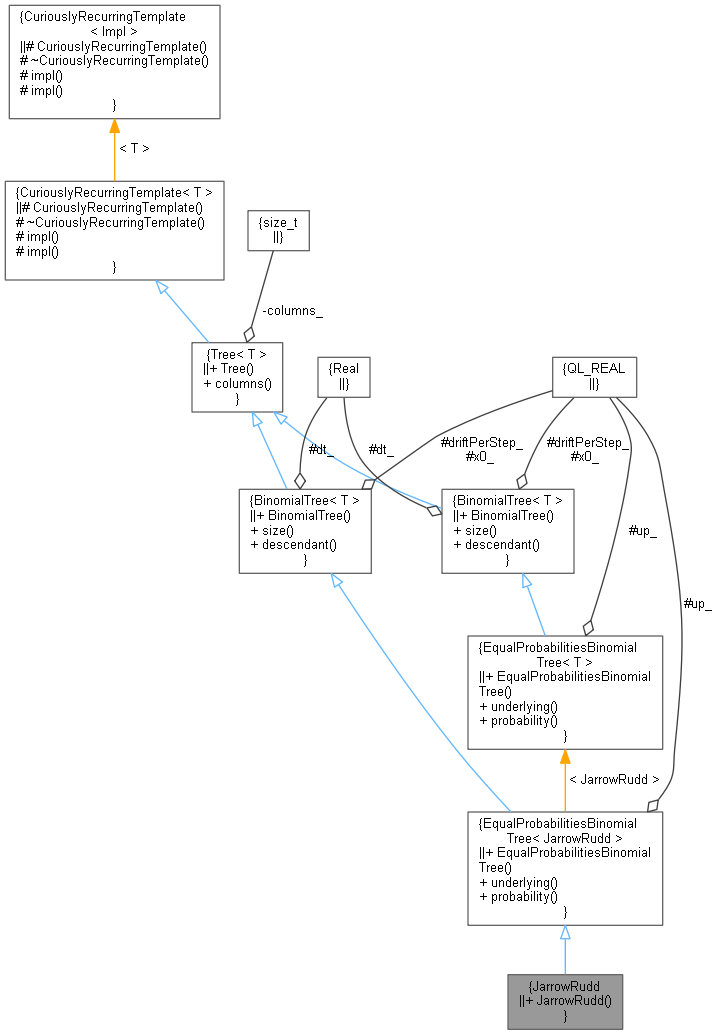 {CuriouslyRecurringTemplate
< Impl >
||# CuriouslyRecurringTemplate()
# ~CuriouslyRecurringTemplate()
# impl()
# impl()
}
< T >
{CuriouslyRecurringTemplate< T >
||# CuriouslyRecurringTemplate()
# ~CuriouslyRecurringTemplate()
# impl()
# impl()
}
{size_t
||}
-columns_
{Tree< T >
||+ Tree()
+ columns()
}
{Real
||}
{QL_REAL
||}
#dt_
#dt_
#driftPerStep_
#x0_
#driftPerStep_
#x0_
{BinomialTree< T >
||+ BinomialTree()
+ size()
+ descendant()
}
{BinomialTree< T >
||+ BinomialTree()
+ size()
+ descendant()
}
#up_
#up_
{EqualProbabilitiesBinomial
Tree< T >
||+ EqualProbabilitiesBinomial
Tree()
+ underlying()
+ probability()
}
< JarrowRudd >
{EqualProbabilitiesBinomial
Tree< JarrowRudd >
||+ EqualProbabilitiesBinomial
Tree()
+ underlying()
+ probability()
}
{JarrowRudd
||+ JarrowRudd()
}